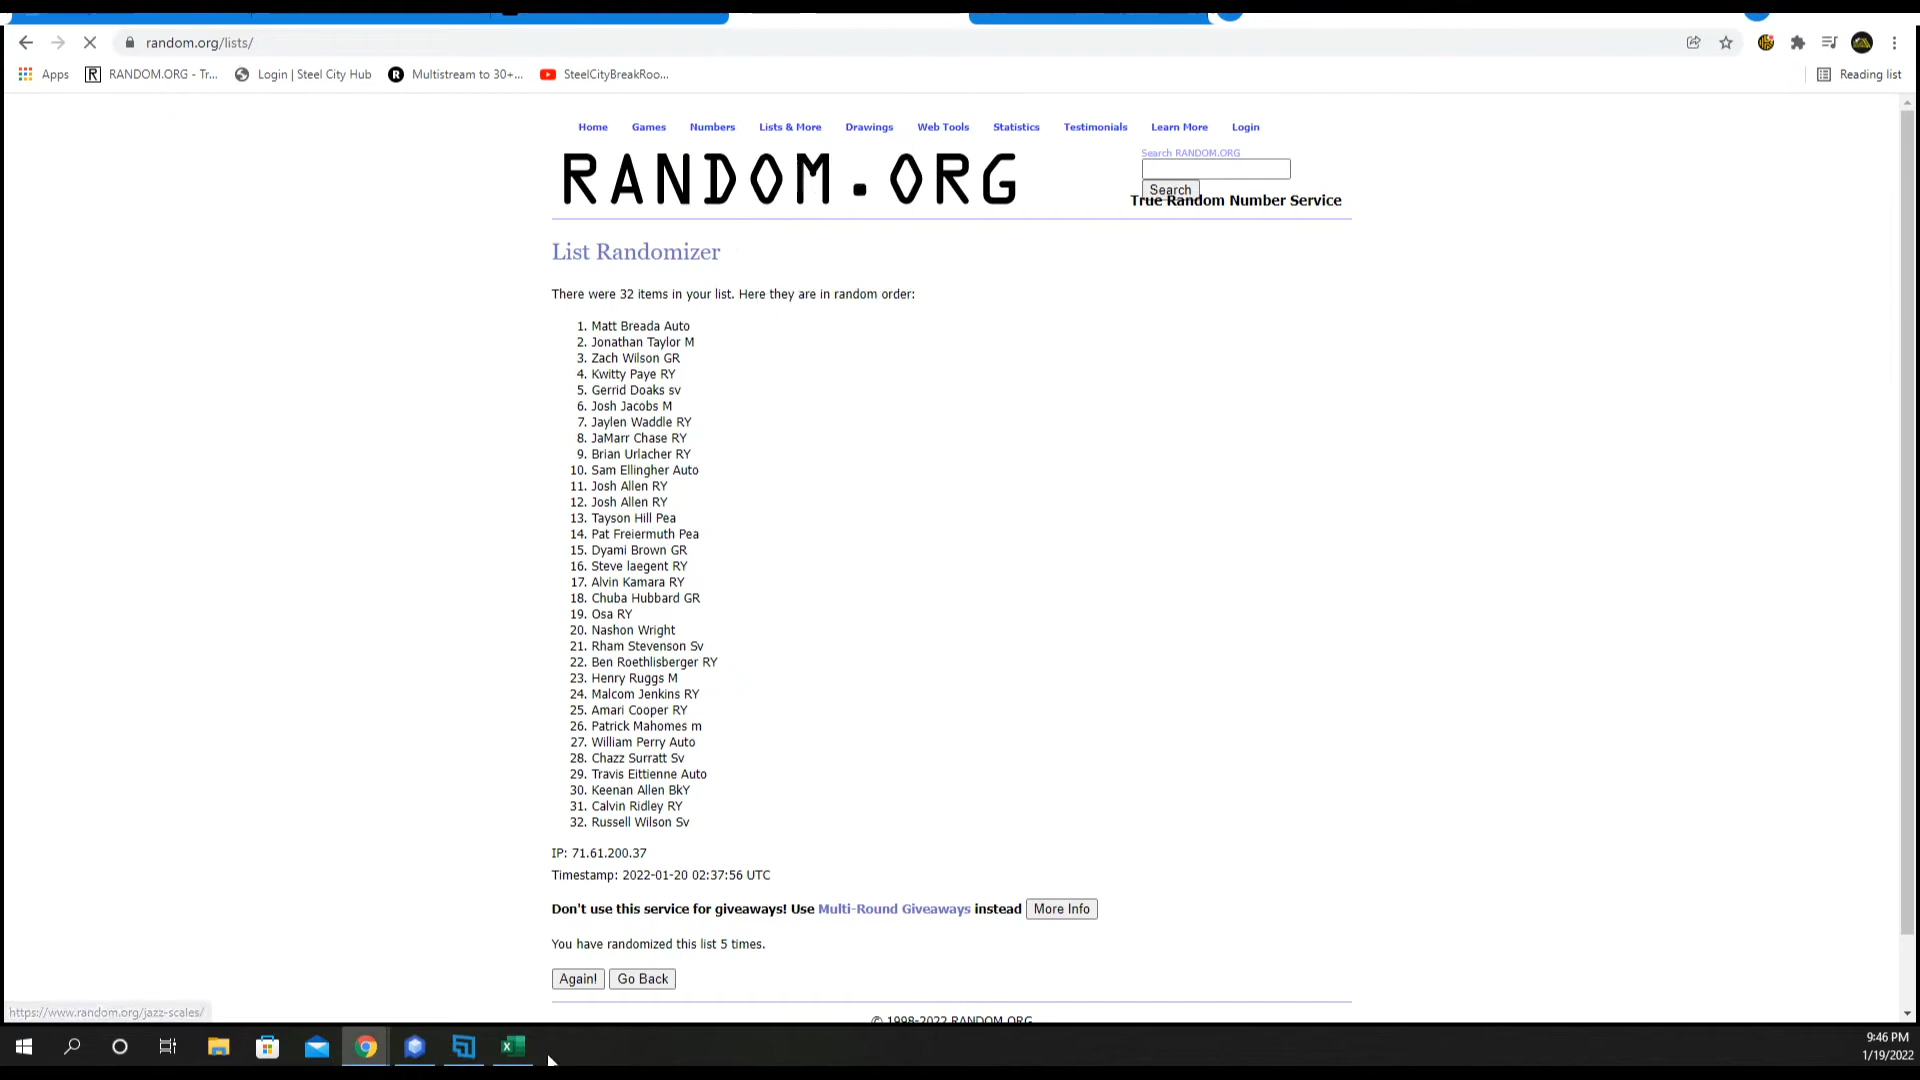 random.org/lists/
Apps RANDOM.ORG - Tr... Login | Steel City Hub Multistream to 30+... SteelCityBreakRoo... Reading list
Home Games Numbers Lists & More Drawings Web Tools Statistics Testimonials Learn More Login
RANDOM.ORG
Search RANDOM.ORG
Search
True Random Number Service
List Randomizer
There were 32 items in your list. Here they are in random order:
1. Matt Breada Auto
2. Jonathan Taylor M
3. Zach Wilson GR
4. Kwitty Paye RY
5. Gerrid Doaks sv
6. Josh Jacobs M
7. Jaylen Waddle RY
8. JaMarr Chase RY
9. Brian Urlacher RY
10. Sam Ellingher Auto
11. Josh Allen RY
12. Josh Allen RY
13. Tayson Hill Pea
14. Pat Freiermuth Pea
15. Dyami Brown GR
16. Steve laegent RY
17. Alvin Kamara RY
18. Chuba Hubbard GR
19. Osa RY
20. Nashon Wright
21. Rham Stevenson Sv
22. Ben Roethlisberger RY
23. Henry Ruggs M
24. Malcom Jenkins RY
25. Amari Cooper RY
26. Patrick Mahomes m
27. William Perry Auto
28. Chazz Surratt Sv
29. Travis Eittienne Auto
30. Keenan Allen BkY
31. Calvin Ridley RY
32. Russell Wilson Sv
IP: 71.61.200.37
Timestamp: 2022-01-20 02:37:56 UTC
Don't use this service for giveaways! Use Multi-Round Giveaways instead More Info
You have randomized this list 5 times.
Again! Go Back
https://www.random.org/jazz-scales/
© 1998-2022 RANDOM.ORG
9:46 PM
1/19/2022